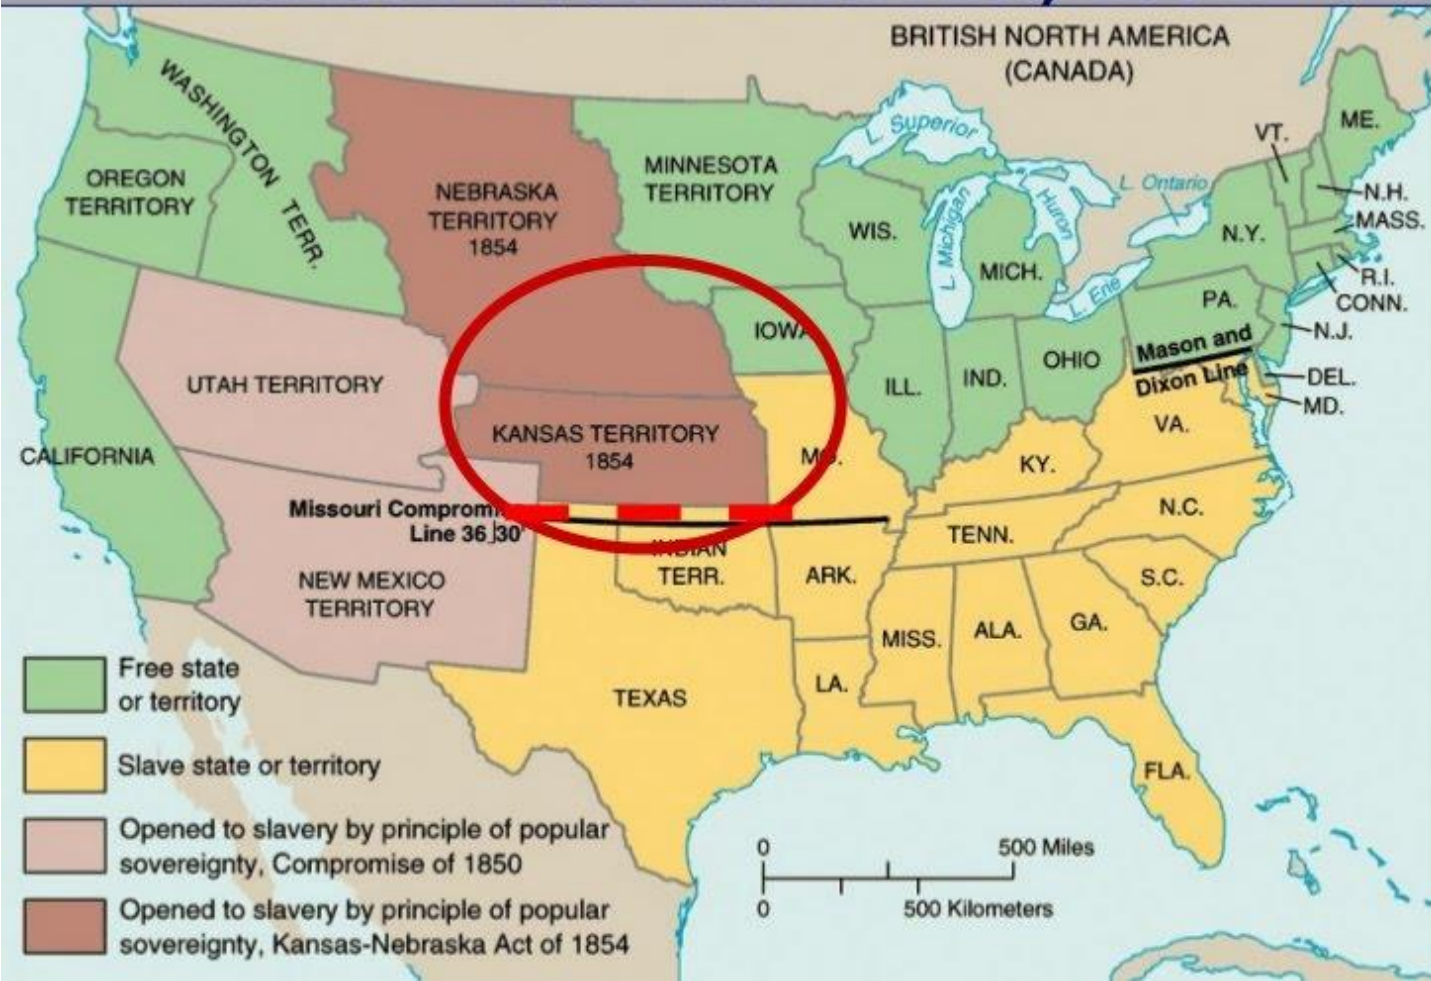 BRITISH NORTH AMERICA
(CANADA)
WASHINGTON TERR.
OREGON
TERRITORY
NEBRASKA
TERRITORY
1854
MINNESOTA
TERRITORY
L. Superior
L. Michigan
L. Huron
L. Ontario
L. Erie
WIS.
MICH.
VT.
ME.
N.H.
MASS.
N.Y.
R.I.
CONN.
PA.
N.J.
Mason and
Dixon Line
DEL.
MD.
IOWA
ILL.
IND.
OHIO
UTAH TERRITORY
KANSAS TERRITORY
1854
CALIFORNIA
MO.
KY.
VA.
N.C.
TENN.
S.C.
Missouri Comprom
Line 36⌡30'
INDIAN
TERR.
ARK.
NEW MEXICO
TERRITORY
MISS.
ALA.
GA.
LA.
TEXAS
FLA.
Free state
or territory
Slave state or territory
Opened to slavery by principle of popular
sovereignty, Compromise of 1850
Opened to slavery by principle of popular
sovereignty, Kansas-Nebraska Act of 1854
0 500 Miles
0 500 Kilometers